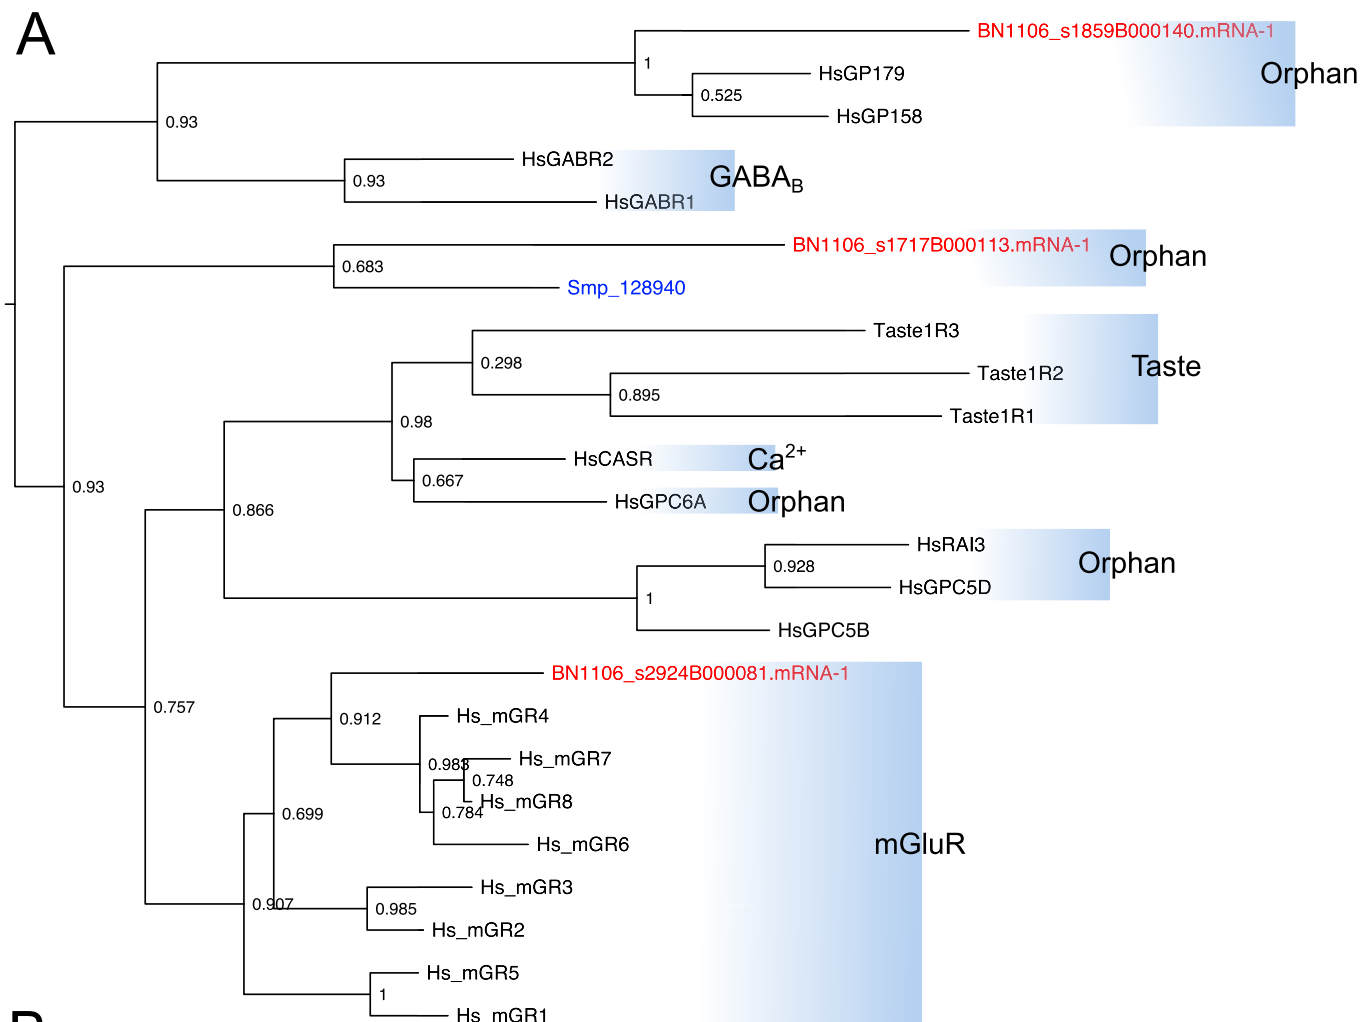 A
BN1106_s1859B000140.mRNA-1
1
Orphan
HsGP179
0.525
HsGP158
0.93
HsGABR2
GABAB
0.93
HsGABR1
BN1106_s1717B000113.mRNA-1
Orphan
0.683
Smp_128940
Taste1R3
0.298
Taste
Taste1R2
0.895
Taste1R1
0.98
HsCASR
Ca2+
0.667
HsGPC6A
Orphan
0.93
0.866
HsRAI3
Orphan
0.928
HsGPC5D
1
HsGPC5B
BN1106_s2924B000081.mRNA-1
0.757
0.912
Hs_mGR4
Hs_mGR7
0.983
0.748
Hs_mGR8
0.784
0.699
Hs_mGR6
mGluR
Hs_mGR3
0.907
0.985
Hs_mGR2
Hs_mGR5
1
Hs_mGR1